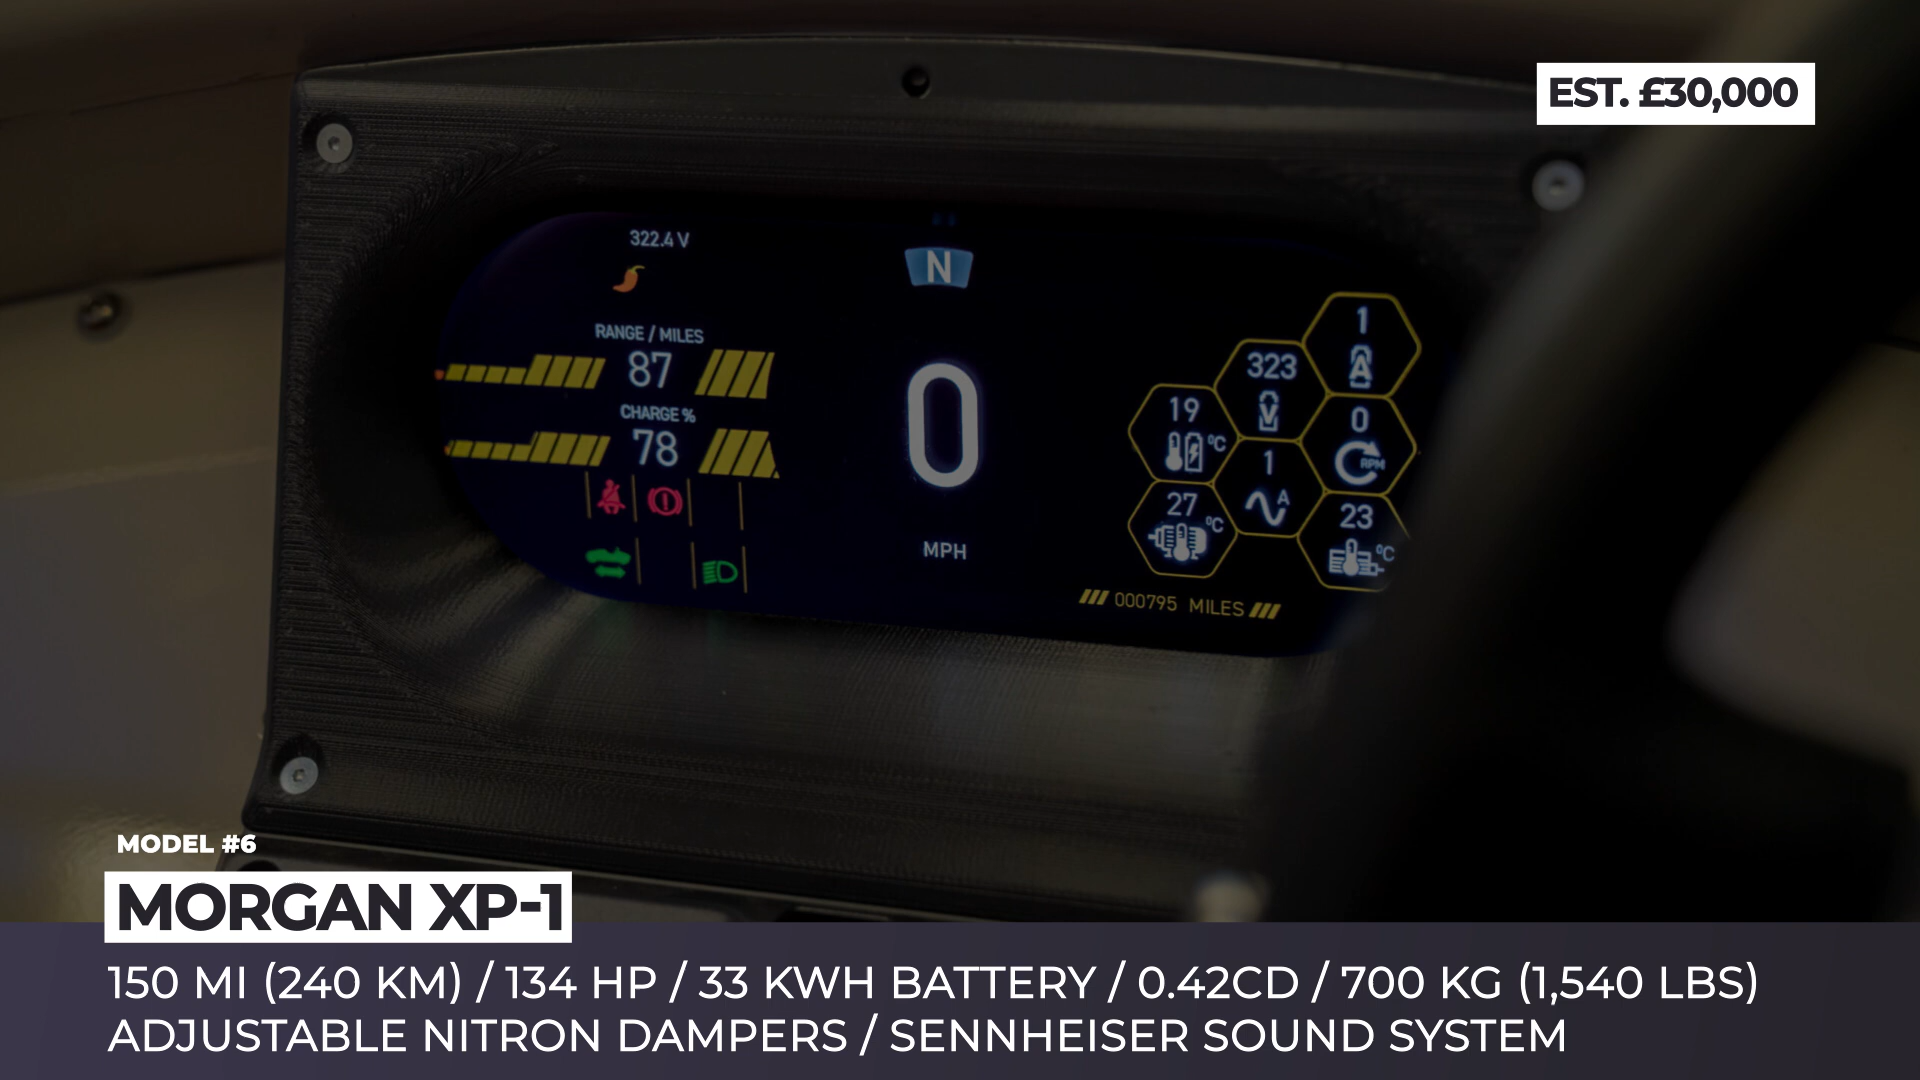 EST. £30,000
322.4 V
N
RANGE / MILES
87
CHARGE %
78
0
MPH
1
A
323
V
19
°C
0
RPM
1
A
27
°C
23
°C
000795 MILES
MODEL #6
MORGAN XP-1
150 MI (240 KM) / 134 HP / 33 KWH BATTERY / 0.42CD / 700 KG (1,540 LBS)
ADJUSTABLE NITRON DAMPERS / SENNHEISER SOUND SYSTEM